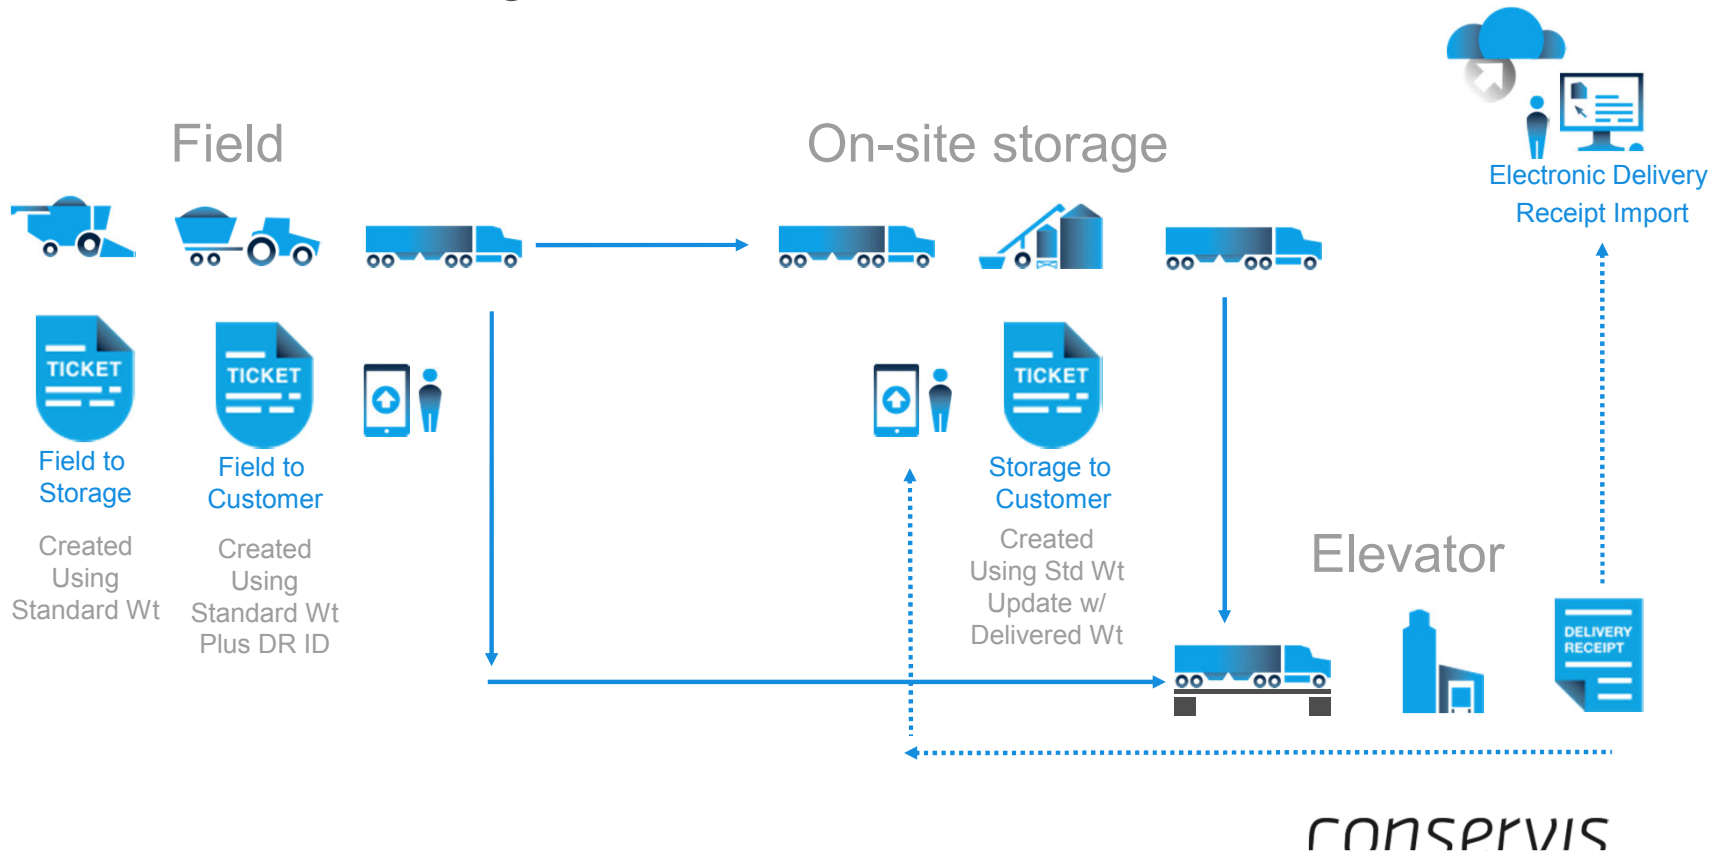 Field
On-site storage
Electronic Delivery
Receipt Import
TICKET
Field to
Storage
Created
Using
Standard Wt
TICKET
Field to
Customer
Created
Using
Standard Wt
Plus DR ID
TICKET
Storage to
Customer
Created
Using Std Wt
Update w/
Delivered Wt
Elevator
DELIVERY
RECEIPT
conservis